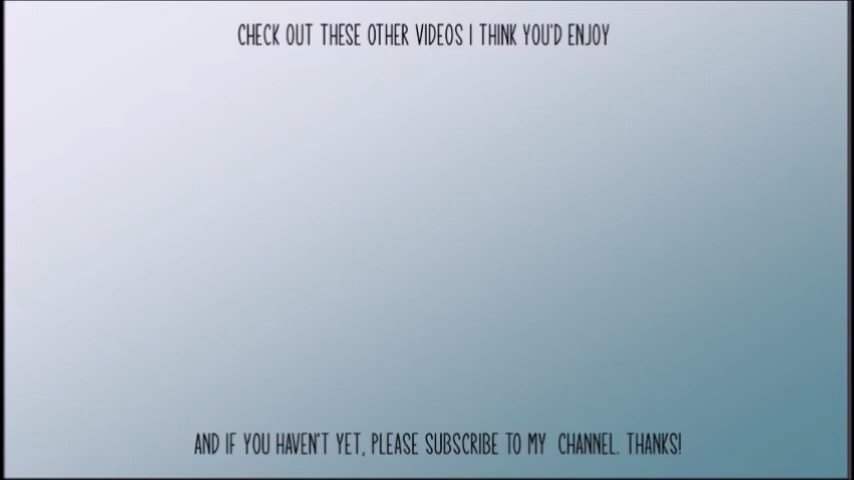 CHECK OUT THESE OTHER VIDEOS I THINK YOU'D ENJOY
AND IF YOU HAVEN'T YET, PLEASE SUBSCRIBE TO MY CHANNEL. THANKS!